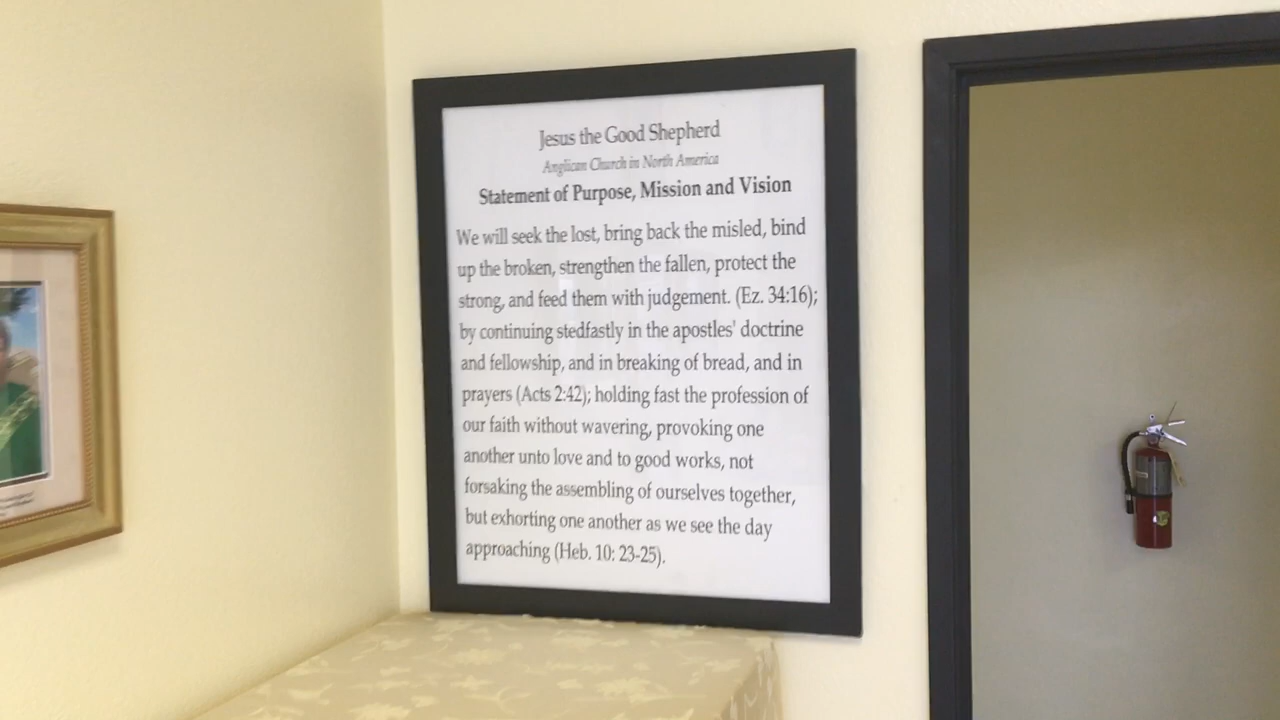 Jesus the Good Shepherd
Anglican Church in North America
Statement of Purpose, Mission and Vision
We will seek the lost, bring back the misled, bind
up the broken, strengthen the fallen, protect the
strong, and feed them with judgement. (Ez. 34:16);
by continuing stedfastly in the apostles' doctrine
and fellowship, and in breaking of bread, and in
prayers (Acts 2:42); holding fast the profession of
our faith without wavering, provoking one
another unto love and to good works, not
forsaking the assembling of ourselves together,
but exhorting one another as we see the day
approaching (Heb. 10: 23-25).